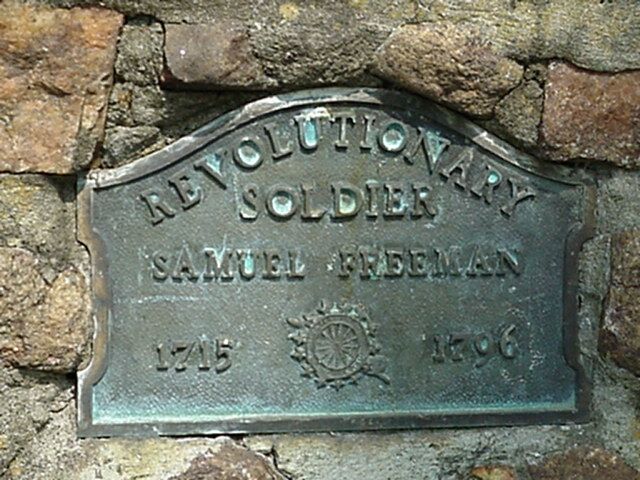 REVOLUTIONARY
SOLDIER
SAMUEL FREEMAN
1715 1796